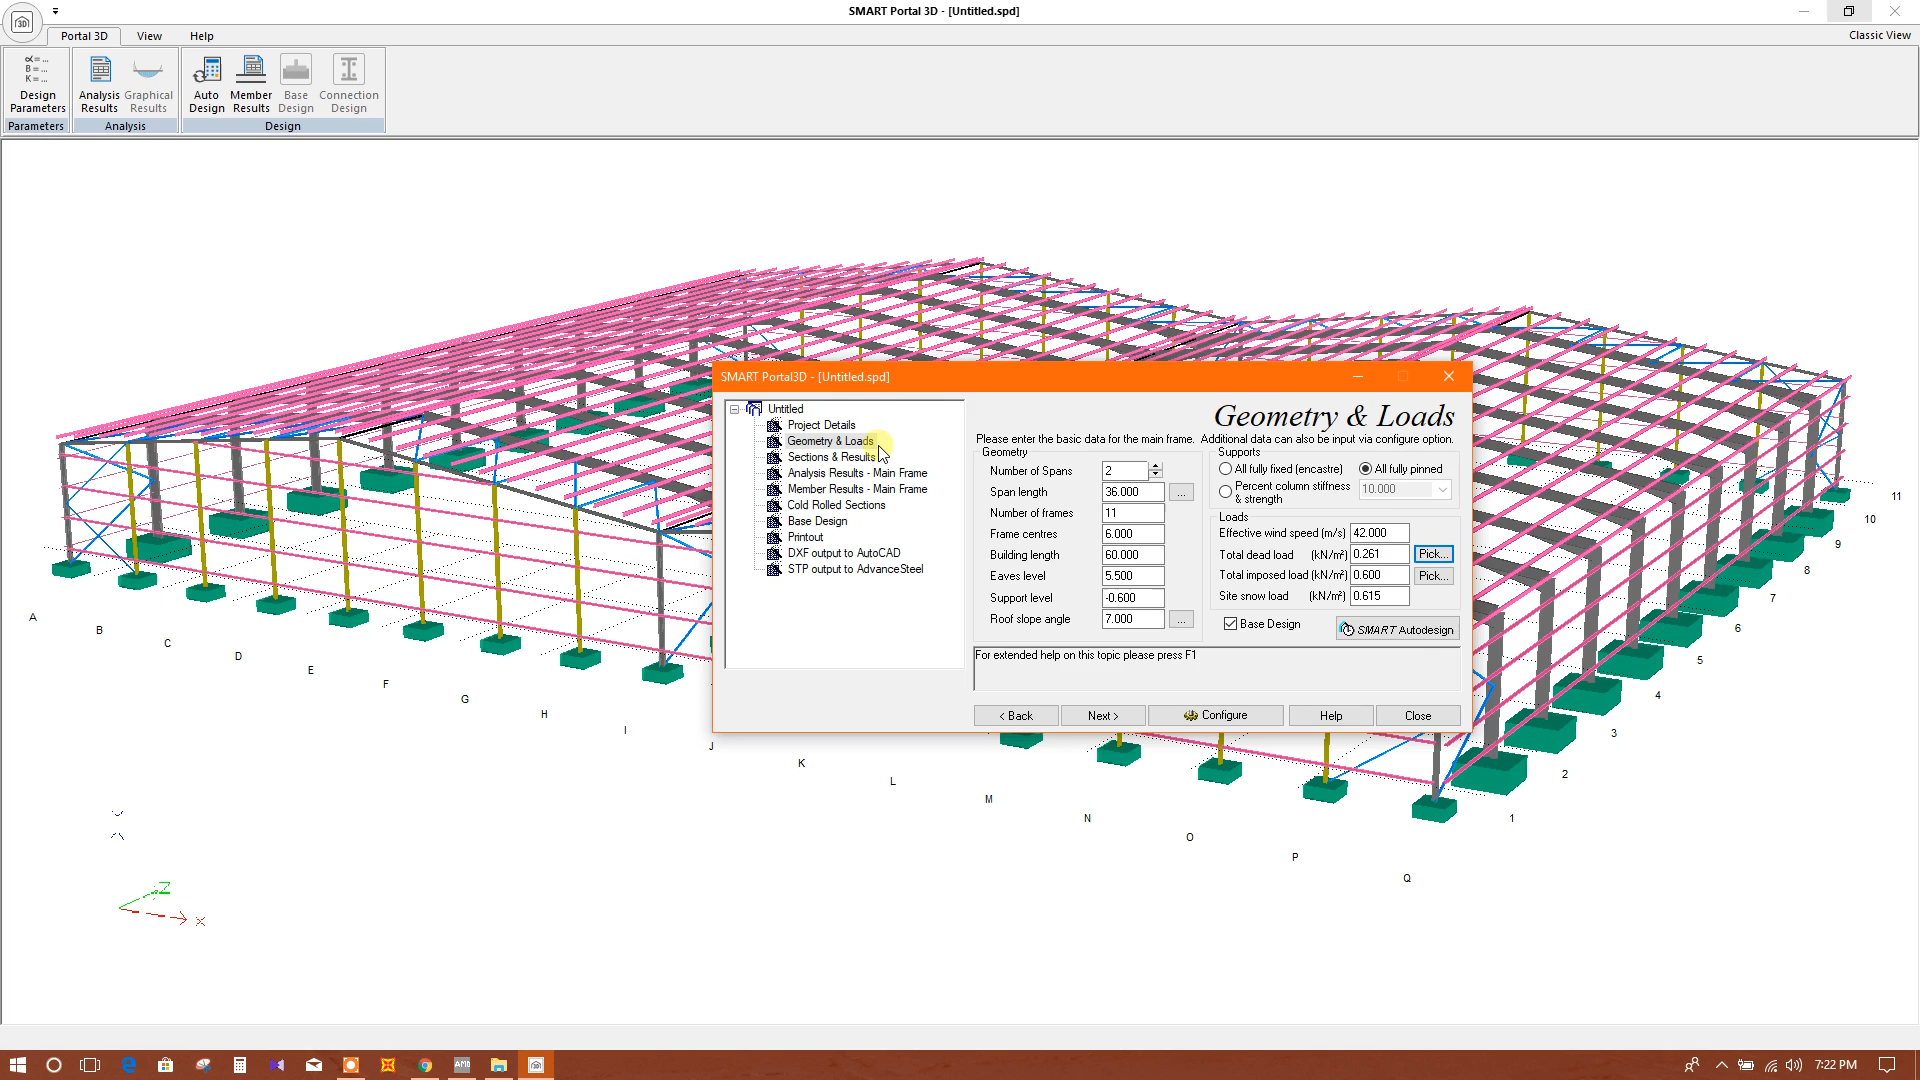 SMART Portal 3D - [Untitled.spd]
Portal 3D View Help Classic View
3D
α= ...
B= ...
K= ...
Design Parameters
Analysis Results
Graphical Results
Auto Design
Member Results
Base Design
Connection Design
Parameters Analysis Design
SMART Portal3D - [Untitled.spd]
Untitled
Project Details
Geometry & Loads
Sections & Results
Analysis Results - Main Frame
Member Results - Main Frame
Cold Rolled Sections
Base Design
Printout
DXF output to AutoCAD
STP output to AdvanceSteel
Geometry & Loads
Please enter the basic data for the main frame. Additional data can also be input via configure option.
Geometry
Number of Spans 2
Span length 36.000 ...
Number of frames 11
Frame centres 6.000
Building length 60.000
Eaves level 5.500
Support level -0.600
Roof slope angle 7.000 ...
Supports
All fully fixed (encastre) All fully pinned
Percent column stiffness & strength 10.000
Loads
Effective wind speed (m/s) 42.000
Total dead load (kN/m²) 0.261 Pick...
Total imposed load (kN/m²) 0.600 Pick...
Site snow load (kN/m²) 0.615
Base Design SMART Autodesign
For extended help on this topic please press F1
< Back Next > Configure Help Close
A
B
C
D
E
F
G
H
I
J
K
L
M
N
O
P
Q
1
2
3
4
5
6
7
8
9
10
11
Z
X
AMD
7:22 PM